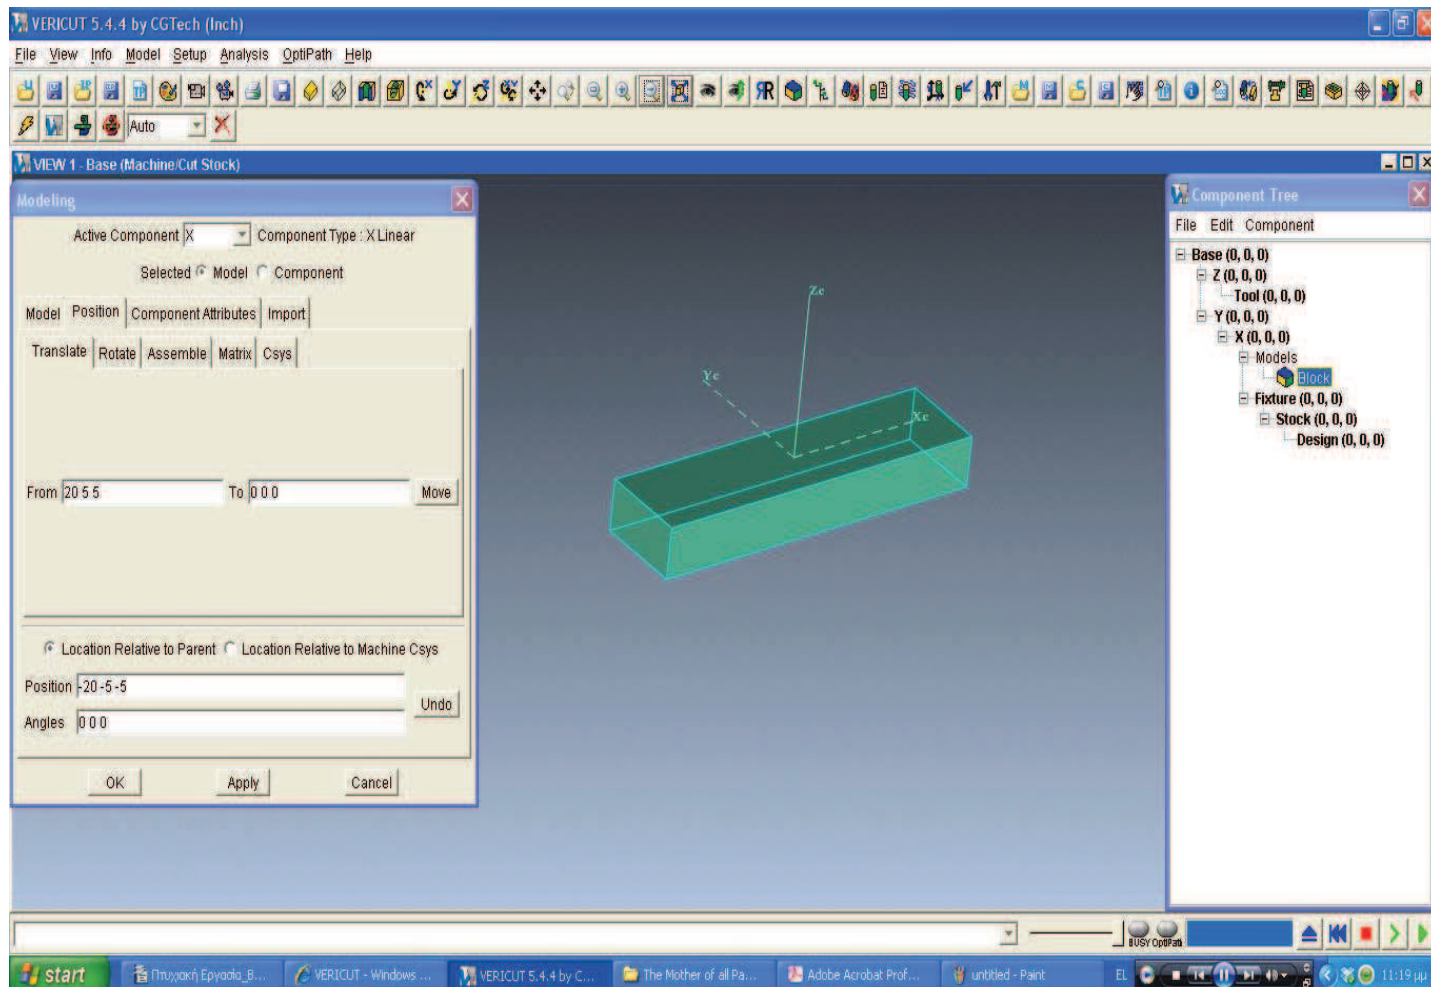 VERICUT 5.4.4 by CGTech (Inch)
File View Info Model Setup Analysis OptiPath Help
Auto
VIEW 1 - Base (Machine/Cut Stock)
Modeling
Active Component X Component Type : X Linear
Selected Model Component
Model Position Component Attributes Import
Translate Rotate Assemble Matrix Csys
From 20 5 5 To 0 0 0 Move
Location Relative to Parent Location Relative to Machine Csys
Position -20 -5 -5
Undo
Angles 0 0 0
OK Apply Cancel
Zc
Yc
Xc
Component Tree
File Edit Component
Base (0, 0, 0)
Z (0, 0, 0)
Tool (0, 0, 0)
Y (0, 0, 0)
X (0, 0, 0)
Models
Block
Fixture (0, 0, 0)
Stock (0, 0, 0)
Design (0, 0, 0)
BUSY OptiPath
start Πτυχιακή Εργασία_Β... VERICUT - Windows ... VERICUT 5.4.4 by C... The Mother of all Pa... Adobe Acrobat Prof... untitled - Paint EL 11:19 μμ